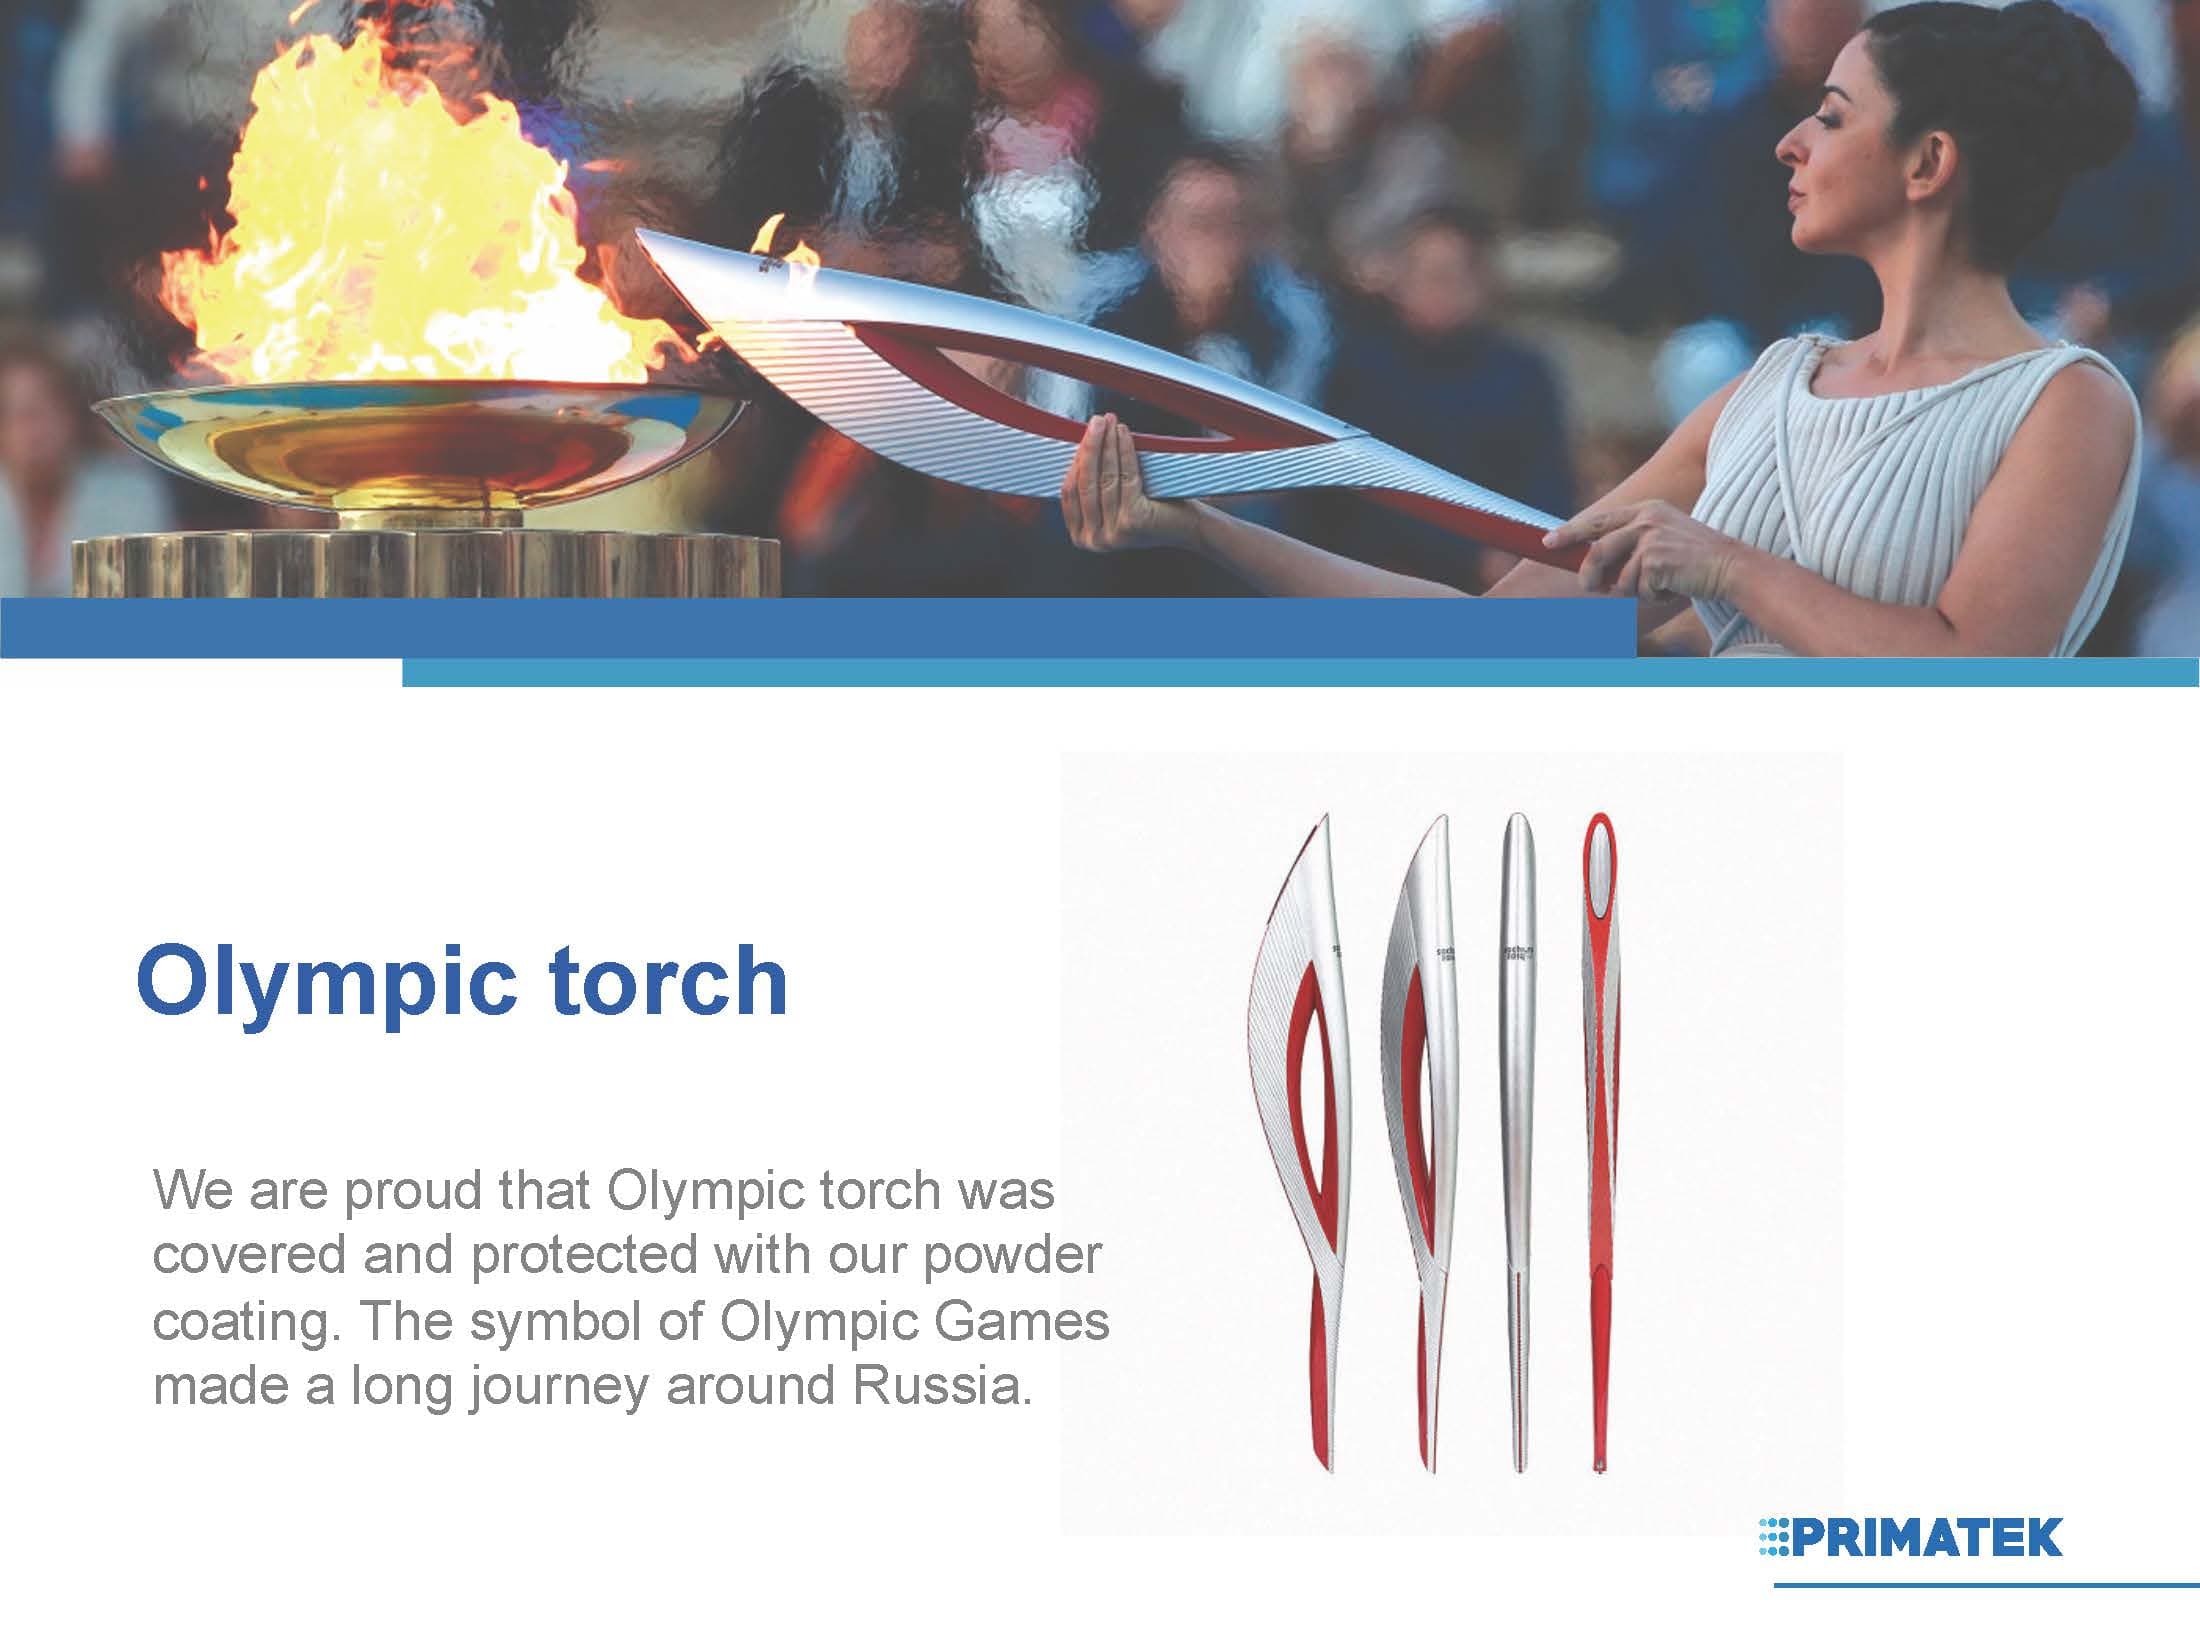 Olympic torch
We are proud that Olympic torch was
covered and protected with our powder
coating. The symbol of Olympic Games
made a long journey around Russia.
PRIMATEK